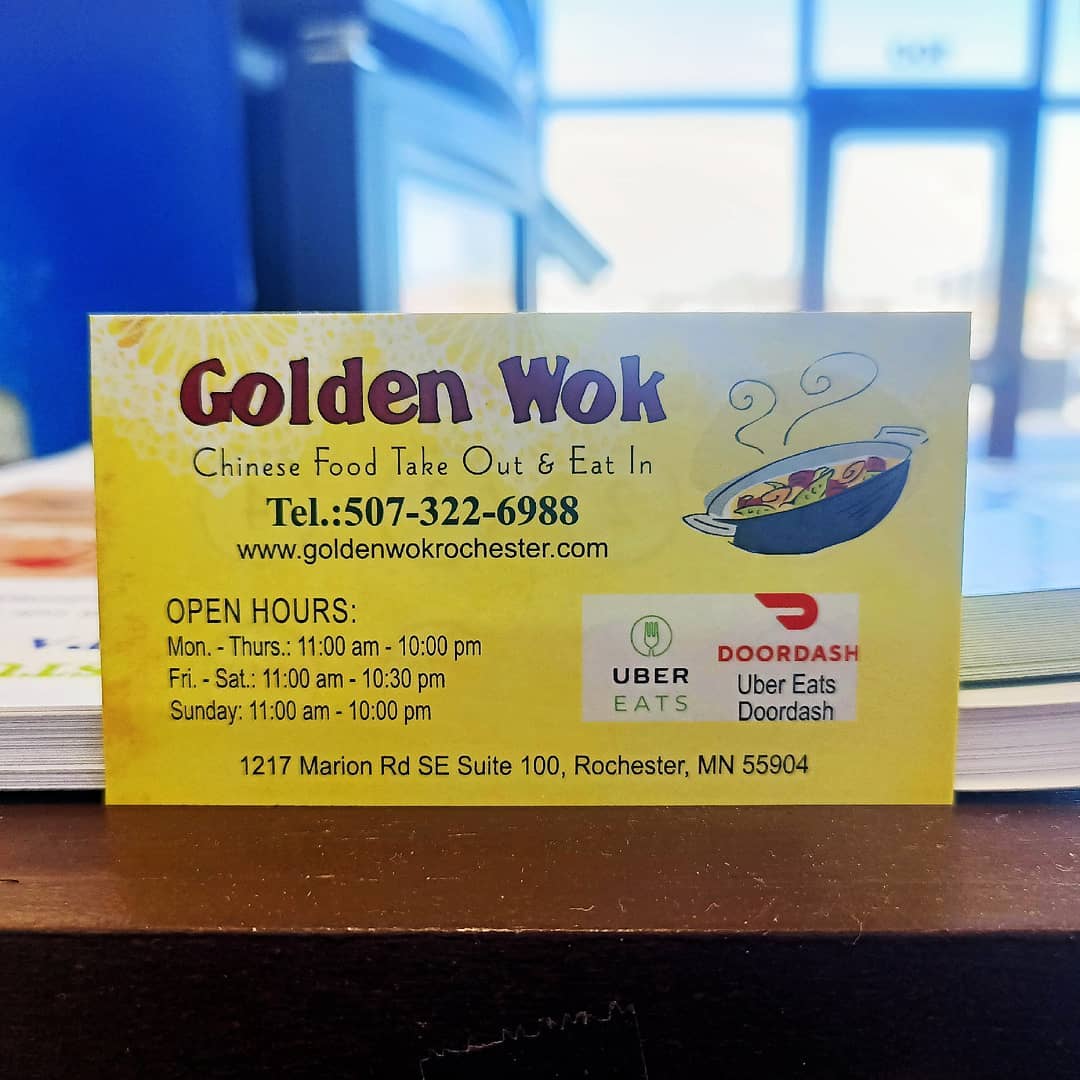 Golden Wok
Chinese Food Take Out & Eat In
Tel.:507-322-6988
www.goldenwokrochester.com
OPEN HOURS:
Mon. - Thurs.: 11:00 am - 10:00 pm
Fri. - Sat.: 11:00 am - 10:30 pm
Sunday: 11:00 am - 10:00 pm
UBER
EATS
DOORDASH
Uber Eats
Doordash
1217 Marion Rd SE Suite 100, Rochester, MN 55904